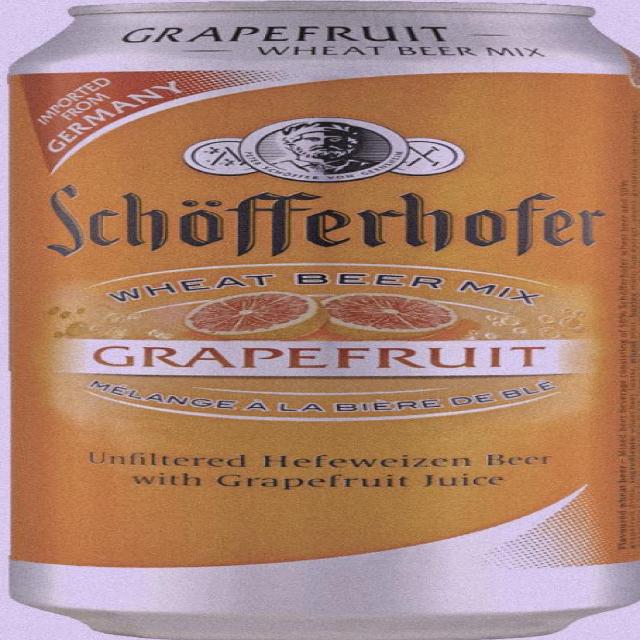 GRAPEFRUIT
WHEAT BEER MIX
IMPORTED
FROM
GERMANY
Schöfferhofer
WHEAT BEER MIX
GRAPEFRUIT
MÉLANGE À LA BIÈRE DE BLÉ
Unfiltered Hefeweizen Beer
with Grapefruit Juice